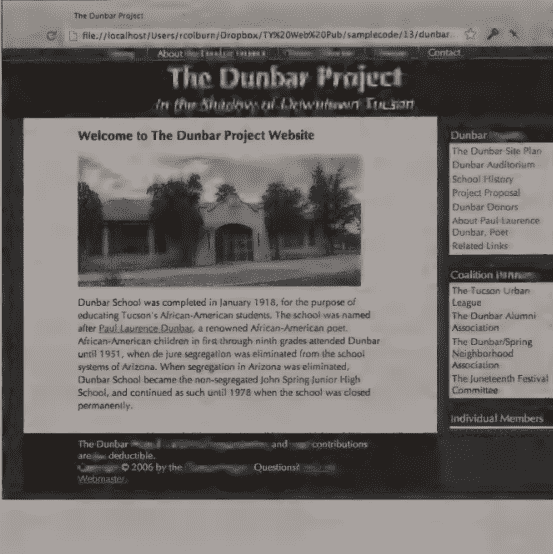 The Dunbar Project
file://localhost/Users/rcolburn/Dropbox/TY%20Web%20Pub/samplecode/13/dunbar
About Contact
The Dunbar Project
In the Shadow of Downtown Tucson
Welcome to The Dunbar Project Website
Dunbar School was completed in January 1918, for the purpose of
educating Tucson's African-American students. The school was named
after Paul Laurence Dunbar, a renowned African-American poet.
African-American children in first through ninth grades attended Dunbar
until 1951, when de jure segregation was eliminated from the school
systems of Arizona. When segregation in Arizona was eliminated,
Dunbar School became the non-segregated John Spring Junior High
School, and continued as such until 1978 when the school was closed
permanently.
Dunbar
The Dunbar Site Plan
Dunbar Auditorium
School History
Project Proposal
Dunbar Donors
About Paul Laurence
Dunbar, Poet
Related Links
Coalition
The Tucson Urban
League
The Dunbar Alumni
Association
The Dunbar/Spring
Neighborhood
Association
The Juneteenth Festival
Committee
Individual Members
The Dunbar and contributions
are deductible.
© 2006 by the Questions?
Webmaster.